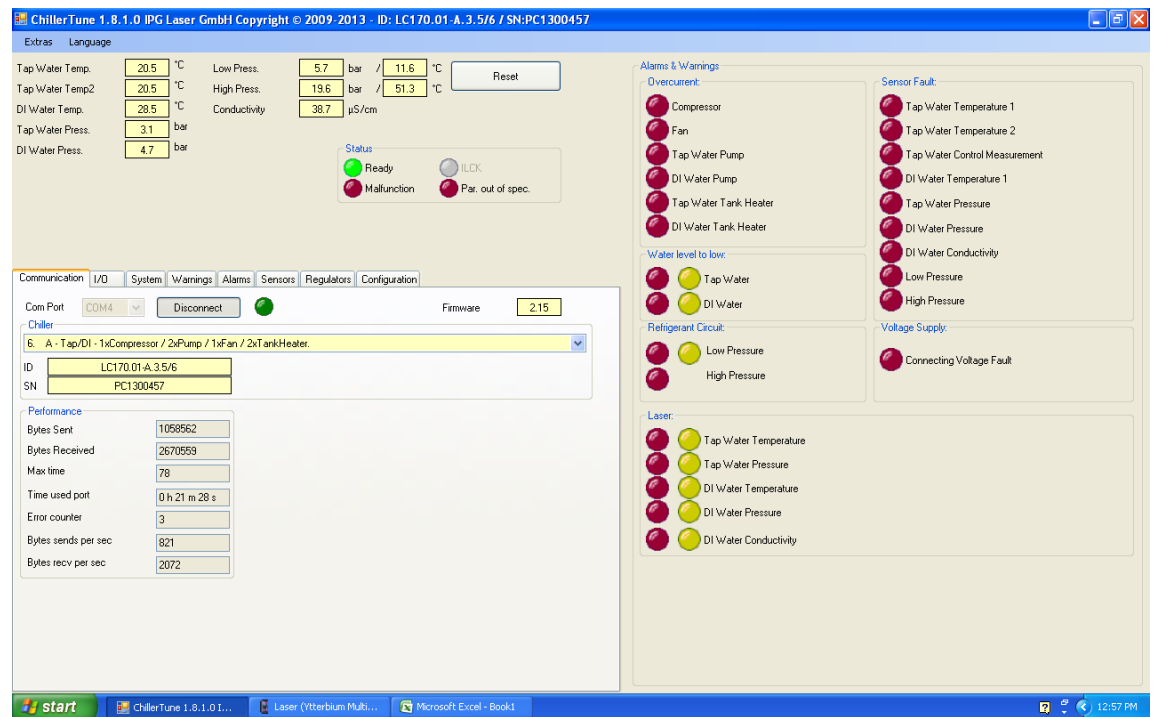 ChillerTune 1.8.1.0 IPG Laser GmbH Copyright © 2009-2013 - ID: LC170.01-A.3.5/6 / SN:PC1300457
Extras Language
Tap Water Temp. 20.5 °C Low Press. 5.7 bar / 11.6 °C Reset
Tap Water Temp2 20.5 °C High Press. 19.6 bar / 51.3 °C
DI Water Temp. 28.5 °C Conductivity 38.7 µS/cm
Tap Water Press. 3.1 bar
DI Water Press. 4.7 bar
Status
Ready ILCK
Malfunction Par. out of spec.
Communication I/O System Warnings Alarms Sensors Regulators Configuration
Com Port COM4 Disconnect Firmware 2.15
Chiller
6. A - Tap/DI - 1xCompressor / 2xPump / 1xFan / 2xTankHeater.
ID LC170.01-A.3.5/6
SN PC1300457
Performance
Bytes Sent 1058562
Bytes Received 2670559
Max time 78
Time used port 0 h 21 m 28 s
Error counter 3
Bytes sends per sec 821
Bytes recv per sec 2072
Alarms & Warnings
Overcurrent:
Compressor
Fan
Tap Water Pump
DI Water Pump
Tap Water Tank Heater
DI Water Tank Heater
Water level to low:
Tap Water
DI Water
Refrigerant Circuit:
Low Pressure
High Pressure
Sensor Fault:
Tap Water Temperature 1
Tap Water Temperature 2
Tap Water Control Measurement
DI Water Temperature 1
Tap Water Pressure
DI Water Pressure
DI Water Conductivity
Low Pressure
High Pressure
Voltage Supply:
Connecting Voltage Fault
Laser:
Tap Water Temperature
Tap Water Pressure
DI Water Temperature
DI Water Pressure
DI Water Conductivity
start ChillerTune 1.8.1.0 I... Laser (Ytterbium Multi... Microsoft Excel - Book1 12:57 PM